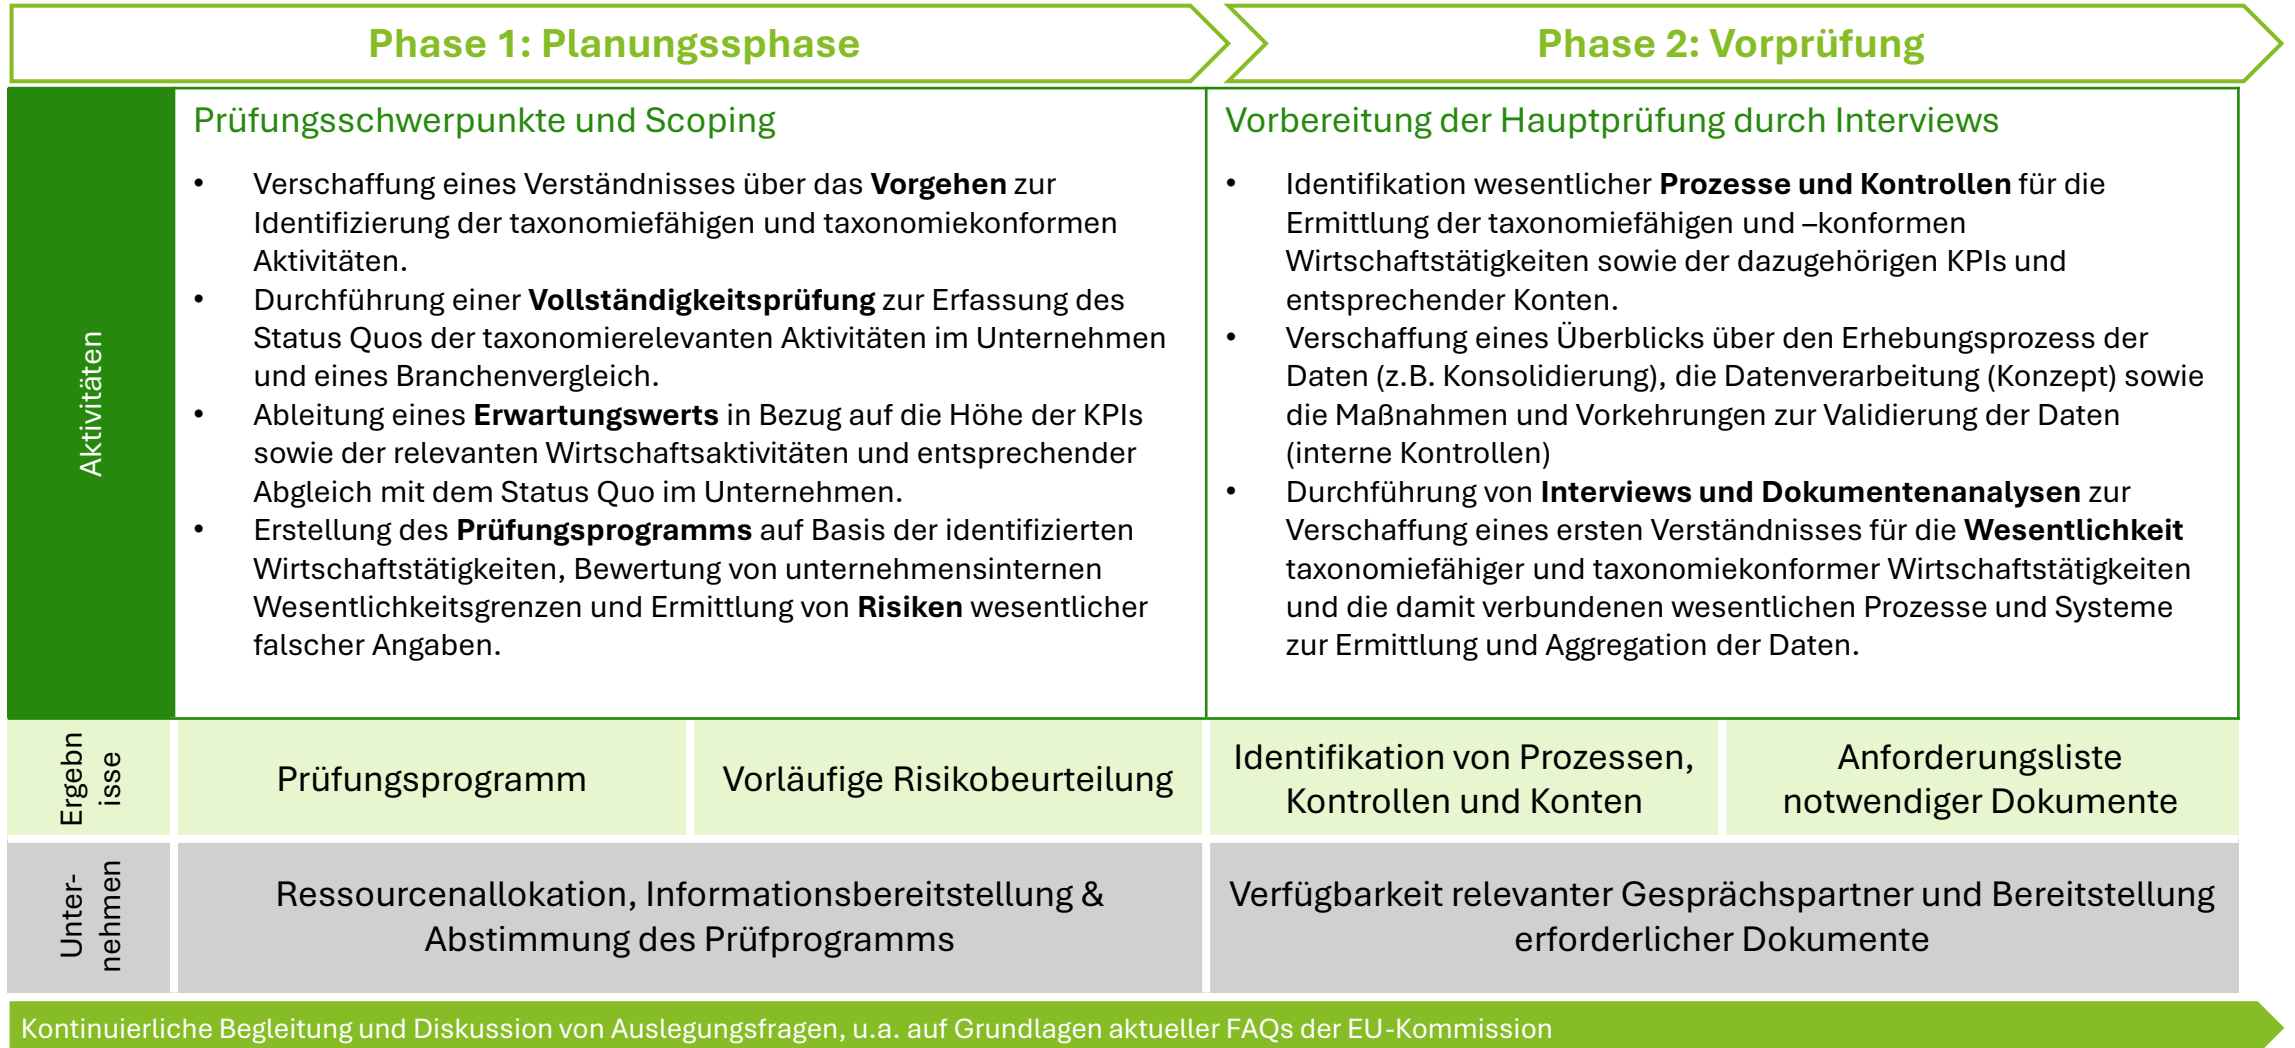 Phase 1: Planungssphase
Phase 2: Vorprüfung
Aktivitäten
Prüfungsschwerpunkte und Scoping
• Verschaffung eines Verständnisses über das Vorgehen zur
Identifizierung der taxonomiefähigen und taxonomiekonformen
Aktivitäten.
• Durchführung einer Vollständigkeitsprüfung zur Erfassung des
Status Quos der taxonomierelevanten Aktivitäten im Unternehmen
und eines Branchenvergleich.
• Ableitung eines Erwartungswerts in Bezug auf die Höhe der KPIs
sowie der relevanten Wirtschaftsaktivitäten und entsprechender
Abgleich mit dem Status Quo im Unternehmen.
• Erstellung des Prüfungsprogramms auf Basis der identifizierten
Wirtschaftstätigkeiten, Bewertung von unternehmensinternen
Wesentlichkeitsgrenzen und Ermittlung von Risiken wesentlicher
falscher Angaben.
Vorbereitung der Hauptprüfung durch Interviews
• Identifikation wesentlicher Prozesse und Kontrollen für die
Ermittlung der taxonomiefähigen und –konformen
Wirtschaftstätigkeiten sowie der dazugehörigen KPIs und
entsprechender Konten.
• Verschaffung eines Überblicks über den Erhebungsprozess der
Daten (z.B. Konsolidierung), die Datenverarbeitung (Konzept) sowie
die Maßnahmen und Vorkehrungen zur Validierung der Daten
(interne Kontrollen)
• Durchführung von Interviews und Dokumentenanalysen zur
Verschaffung eines ersten Verständnisses für die Wesentlichkeit
taxonomiefähiger und taxonomiekonformer Wirtschaftstätigkeiten
und die damit verbundenen wesentlichen Prozesse und Systeme
zur Ermittlung und Aggregation der Daten.
Ergebn
isse
Prüfungsprogramm
Vorläufige Risikobeurteilung
Identifikation von Prozessen,
Kontrollen und Konten
Anforderungsliste
notwendiger Dokumente
Unter-
nehmen
Ressourcenallokation, Informationsbereitstellung &
Abstimmung des Prüfprogramms
Verfügbarkeit relevanter Gesprächspartner und Bereitstellung
erforderlicher Dokumente
Kontinuierliche Begleitung und Diskussion von Auslegungsfragen, u.a. auf Grundlagen aktueller FAQs der EU-Kommission